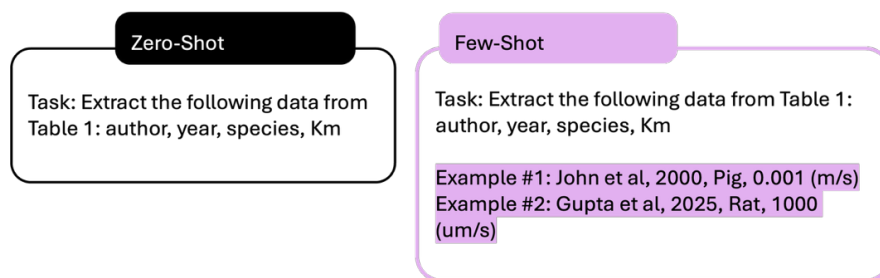 Zero-Shot
Task: Extract the following data from
Table 1: author, year, species, Km
Few-Shot
Task: Extract the following data from Table 1:
author, year, species, Km
Example #1: John et al, 2000, Pig, 0.001 (m/s)
Example #2: Gupta et al, 2025, Rat, 1000
(um/s)